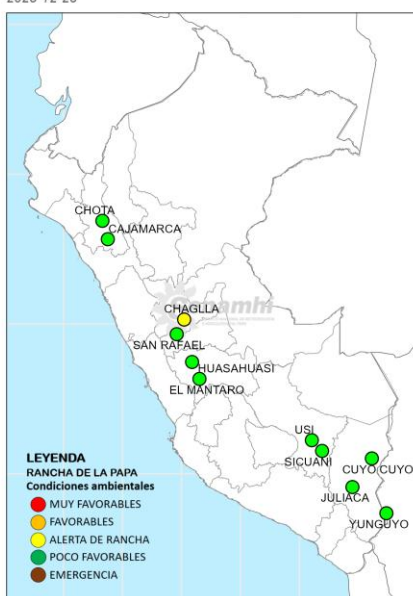 CHOTA
CAJAMARCA
Senamhi
CHAGLLA
SAN RAFAEL
HUASAHUASI
EL MANTARO
USI
SICUANI
CUYO CUYO
JULIACA
YUNGUYO
LEYENDA
RANCHA DE LA PAPA
Condiciones ambientales
MUY FAVORABLES
FAVORABLES
ALERTA DE RANCHA
POCO FAVORABLES
EMERGENCIA